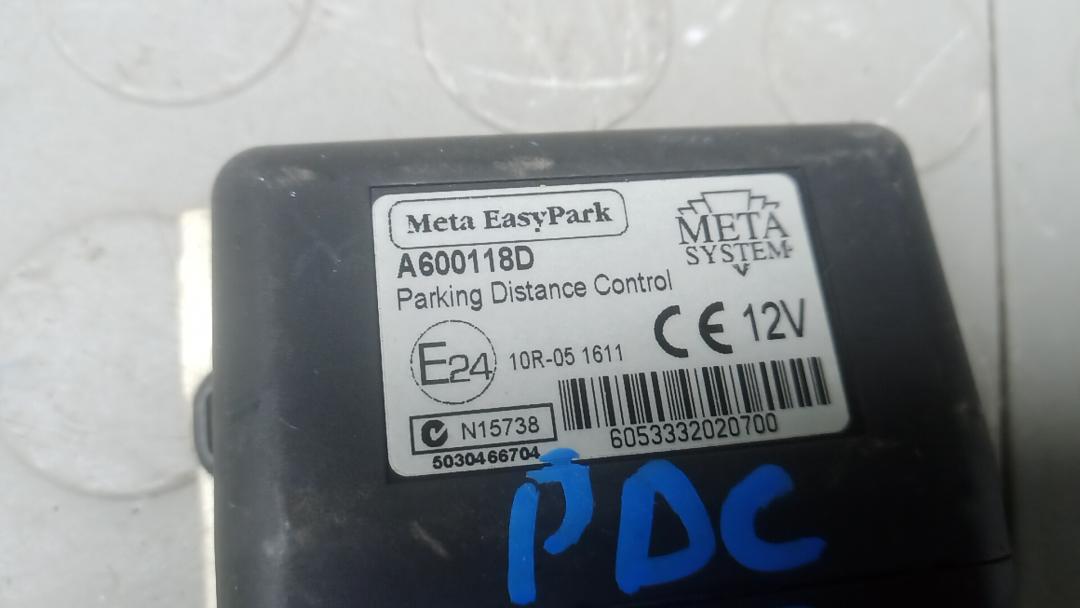 Meta EasyPark
META
SYSTEM
A600118D
Parking Distance Control
CE 12V
E24
10R-05 1611
N15738
6053332020700
5030466704
PDC